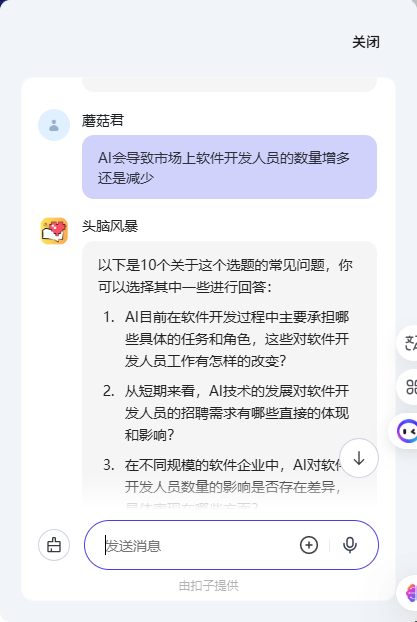 关闭
蘑菇君
AI会导致市场上软件开发人员的数量增多
还是减少
头脑风暴
以下是10个关于这个选题的常见问题，你
可以选择其中一些进行回答：
1. AI目前在软件开发过程中主要承担哪
些具体的任务和角色，这些对软件开
发人员工作有怎样的改变？
2. 从短期来看，AI技术的发展对软件开
发人员的招聘需求有哪些直接的体现
和影响？
3. 在不同规模的软件企业中，AI对软件
开发人员数量的影响是否存在差异，
具体表现在哪些方面？
发送消息
由扣子提供